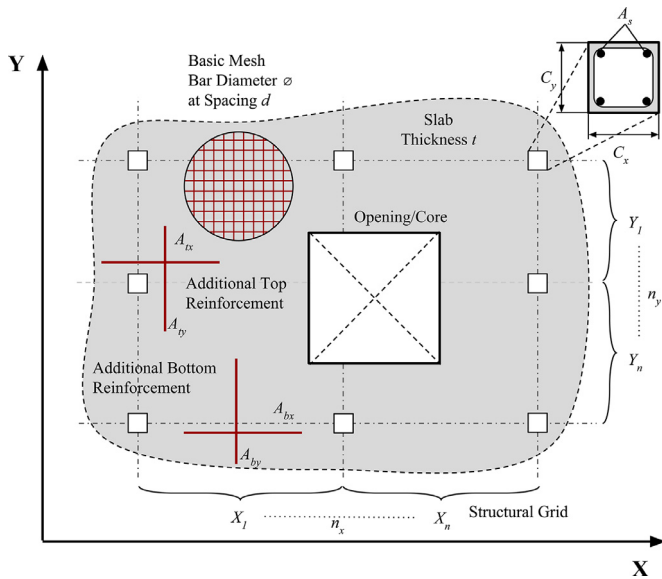 Y
Basic Mesh
Bar Diameter ⌀
at Spacing d
Slab
Thickness t
A_s
C_y
C_x
Opening/Core
A_tx
Additional Top
Reinforcement
A_ty
Y_1
n_y
Y_n
Additional Bottom
Reinforcement
A_bx
A_by
X_1
n_x
X_n
Structural Grid
X